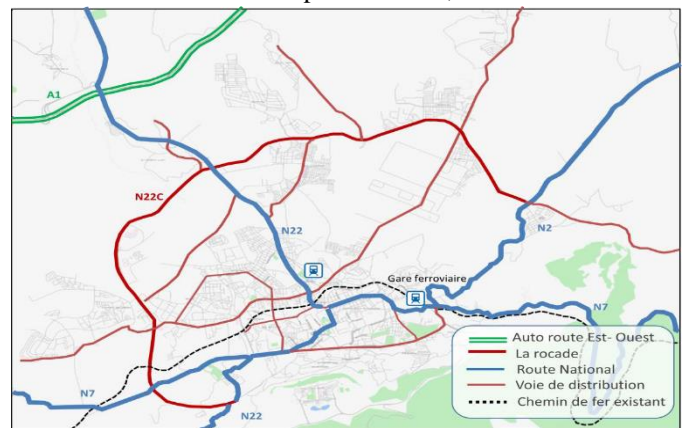 A1
N22C
N22
N2
Gare ferroviaire
N7
N7
N22
Auto route Est- Ouest
La rocade
Route National
Voie de distribution
Chemin de fer existant